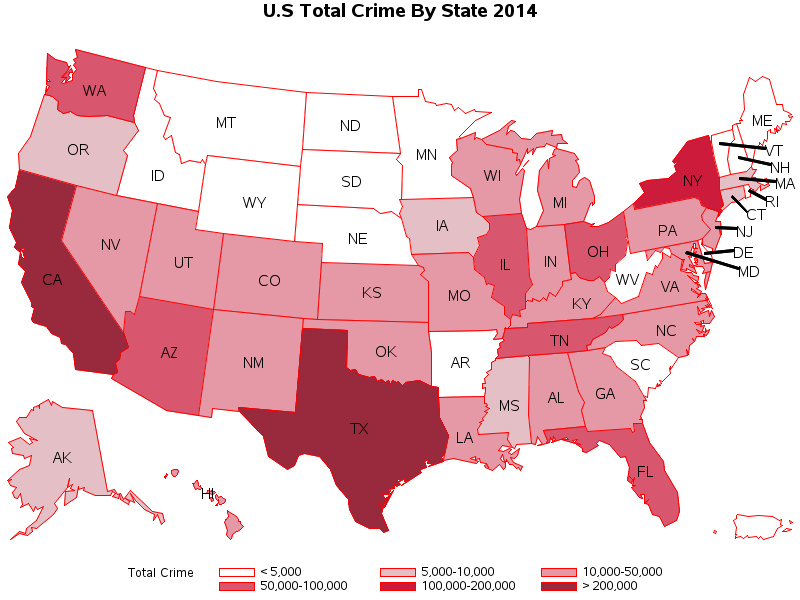 U.S Total Crime By State 2014
WA
MT
ND
MN
ME
OR
ID
WY
SD
WI
MI
NY
VT
NH
MA
RI
CT
NJ
DE
MD
NV
UT
CO
NE
IA
IL
IN
OH
PA
WV
VA
CA
KS
MO
KY
AZ
NM
OK
AR
TN
NC
SC
TX
LA
MS
AL
GA
FL
AK
HI
Total Crime
< 5,000
5,000-10,000
10,000-50,000
50,000-100,000
100,000-200,000
> 200,000